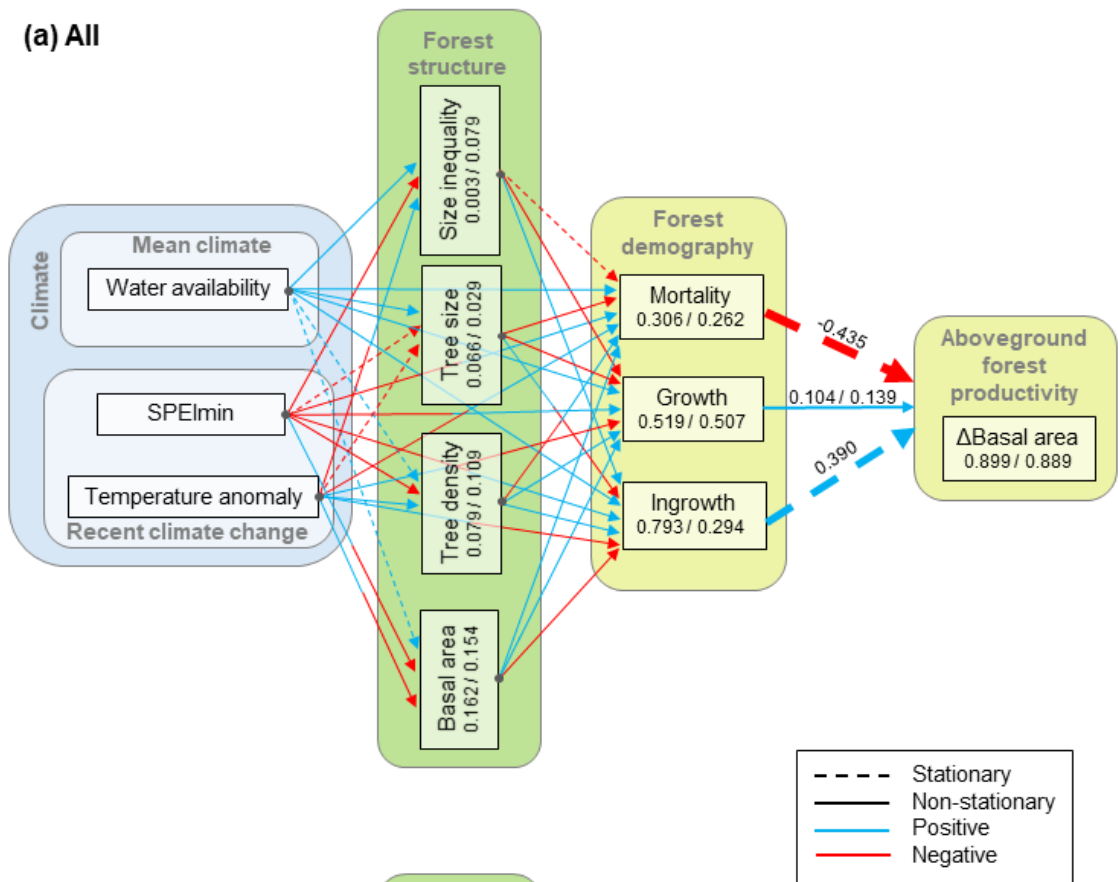 (a) All
Forest
structure
Size inequality
0.003 / 0.079
Tree size
0.066 / 0.029
Tree density
0.079 / 0.109
Basal area
0.162 / 0.154
Climate
Mean climate
Water availability
SPEImin
Temperature anomaly
Recent climate change
Forest
demography
Mortality
0.306 / 0.262
Growth
0.519 / 0.507
Ingrowth
0.793 / 0.294
-0.435
0.104 / 0.139
0.390
Aboveground
forest
productivity
ΔBasal area
0.899 / 0.889
Stationary
Non-stationary
Positive
Negative